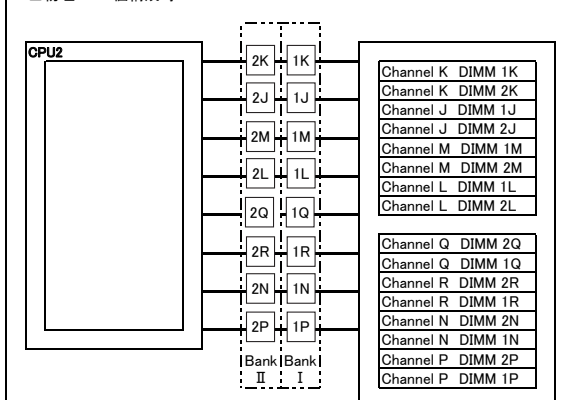 CPU2
2K 1K
2J 1J
2M 1M
2L 1L
2Q 1Q
2R 1R
2N 1N
2P 1P
Bank Bank
Ⅱ Ⅰ
Channel K DIMM 1K
Channel K DIMM 2K
Channel J DIMM 1J
Channel J DIMM 2J
Channel M DIMM 1M
Channel M DIMM 2M
Channel L DIMM 1L
Channel L DIMM 2L
Channel Q DIMM 2Q
Channel Q DIMM 1Q
Channel R DIMM 2R
Channel R DIMM 1R
Channel N DIMM 2N
Channel N DIMM 1N
Channel P DIMM 2P
Channel P DIMM 1P